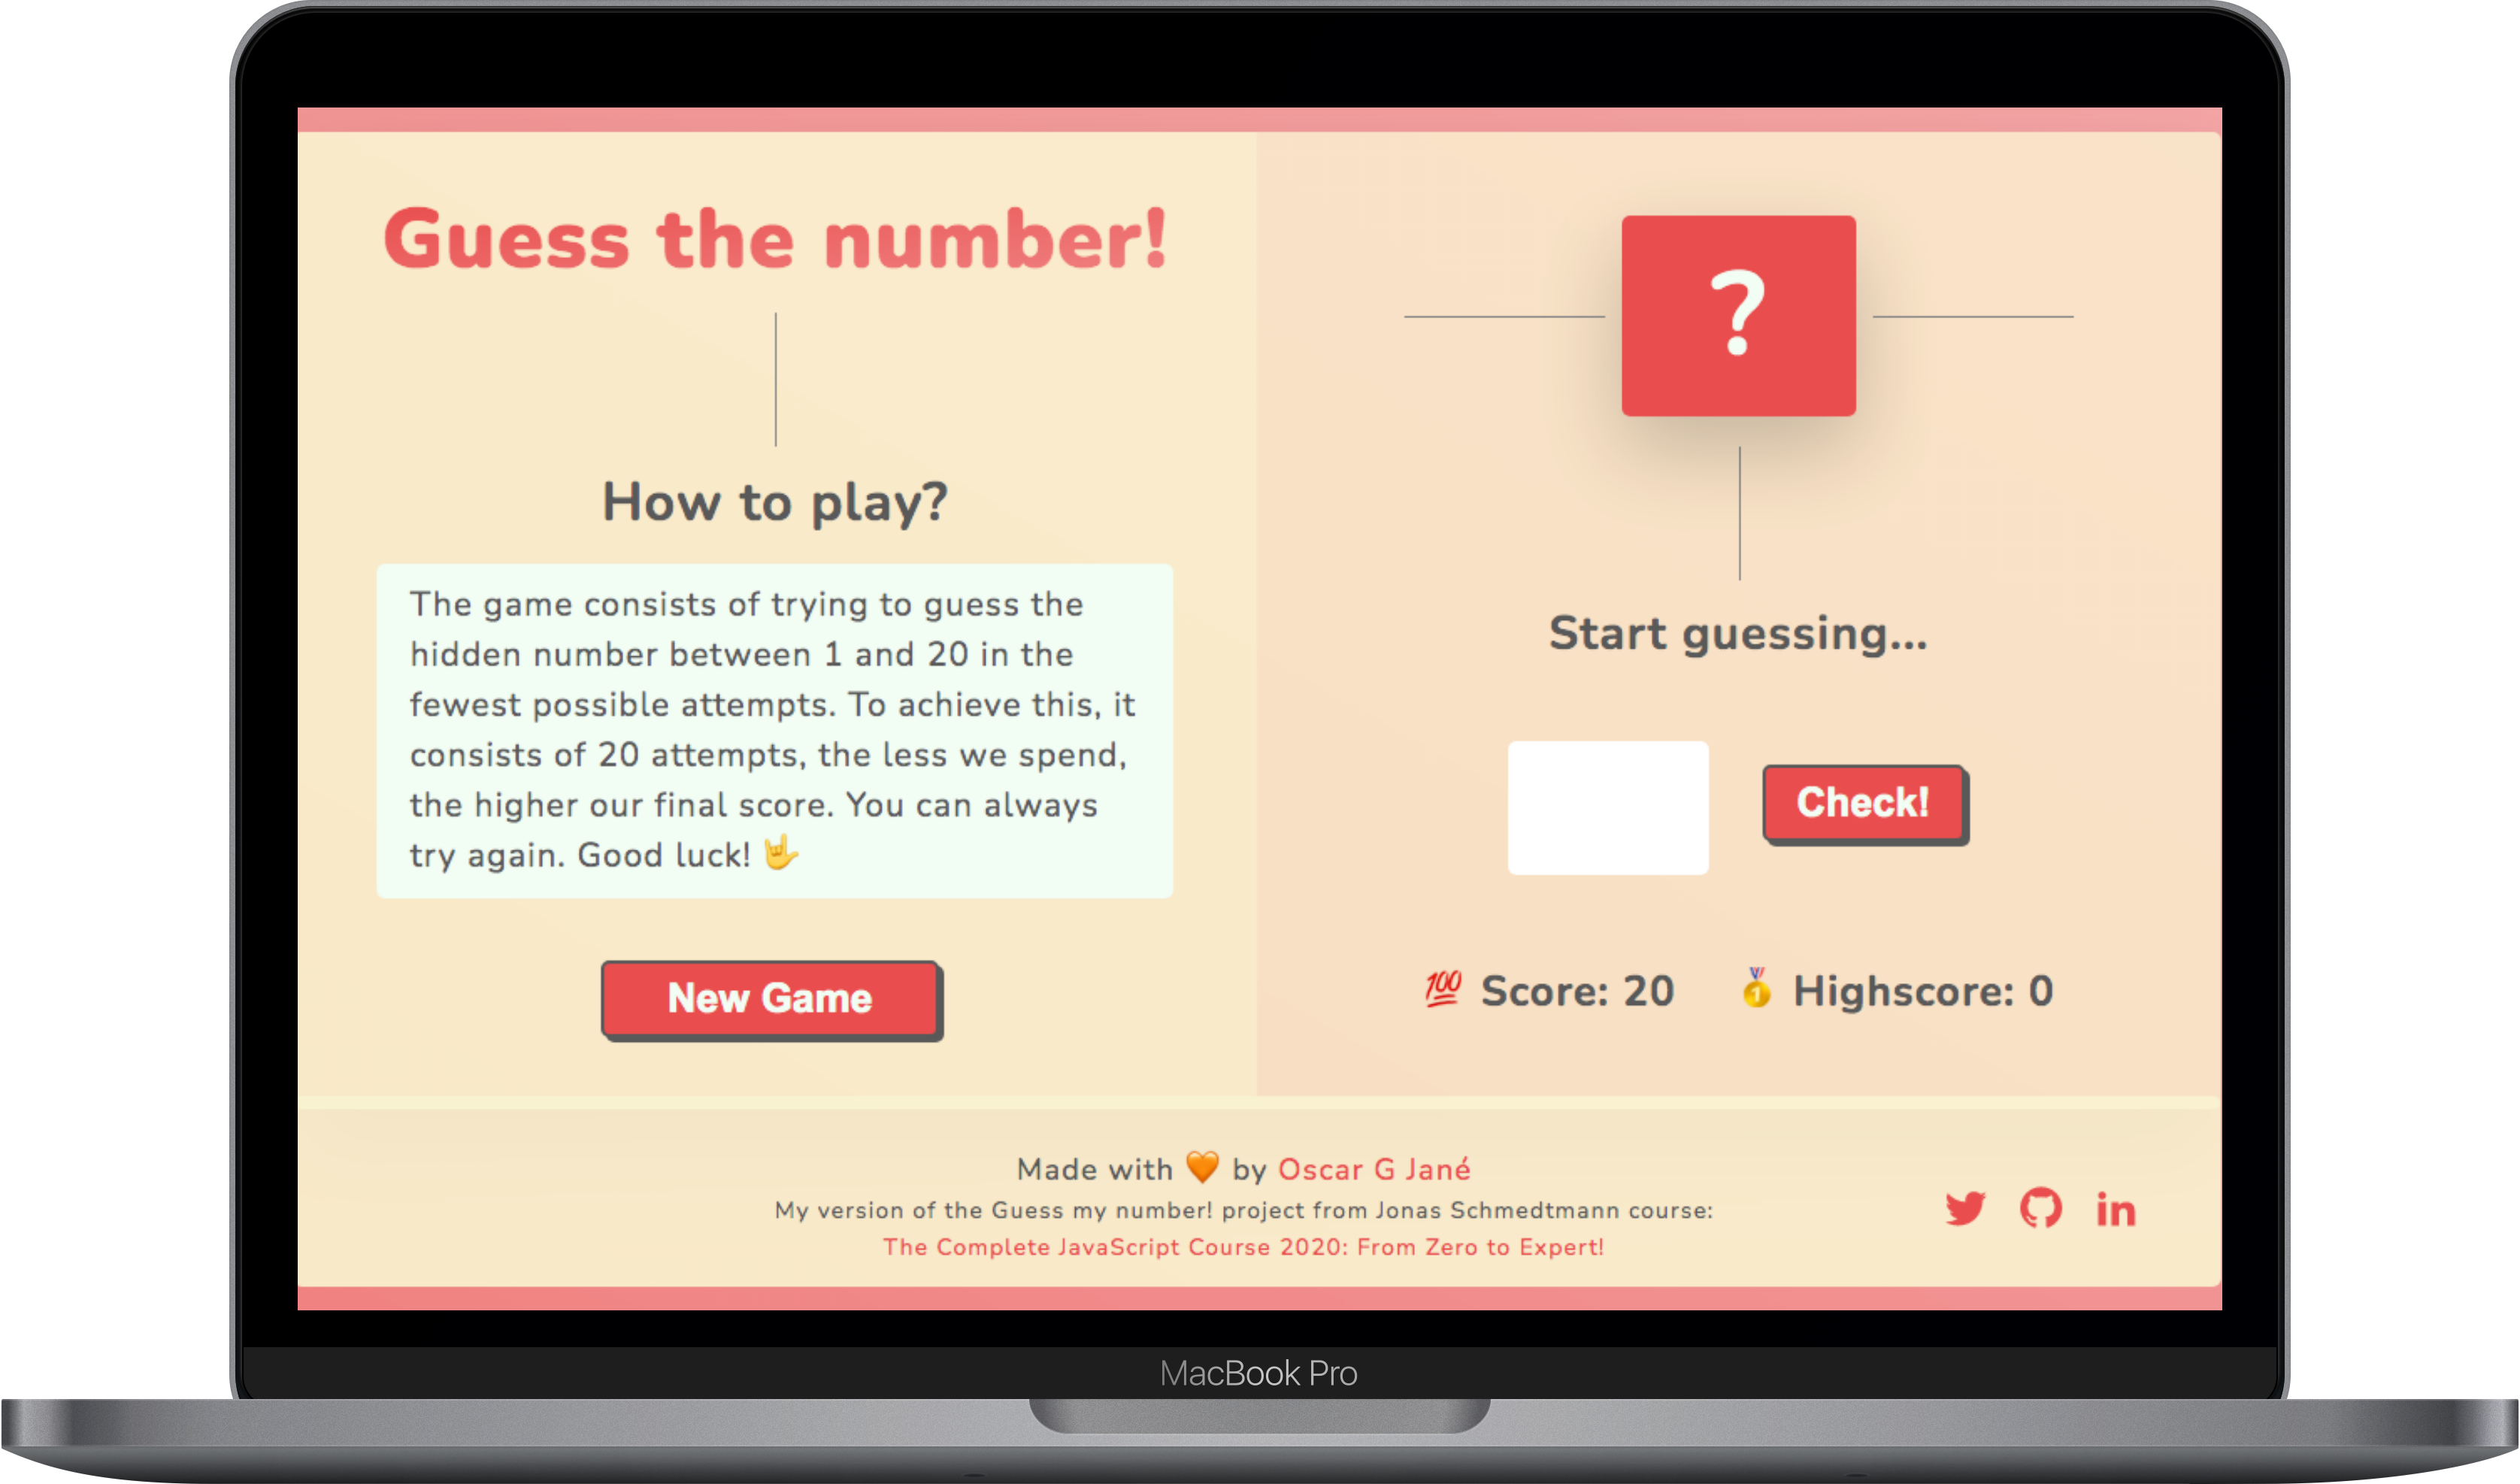 Guess the number!
How to play?
The game consists of trying to guess the
hidden number between 1 and 20 in the
fewest possible attempts. To achieve this, it
consists of 20 attempts, the less we spend,
the higher our final score. You can always
try again. Good luck! 🤟
New Game
?
Start guessing...
Check!
💯 Score: 20
🥇 Highscore: 0
Made with 🧡 by Oscar G Jané
My version of the Guess my number! project from Jonas Schmedtmann course:
The Complete JavaScript Course 2020: From Zero to Expert!
in
MacBook Pro